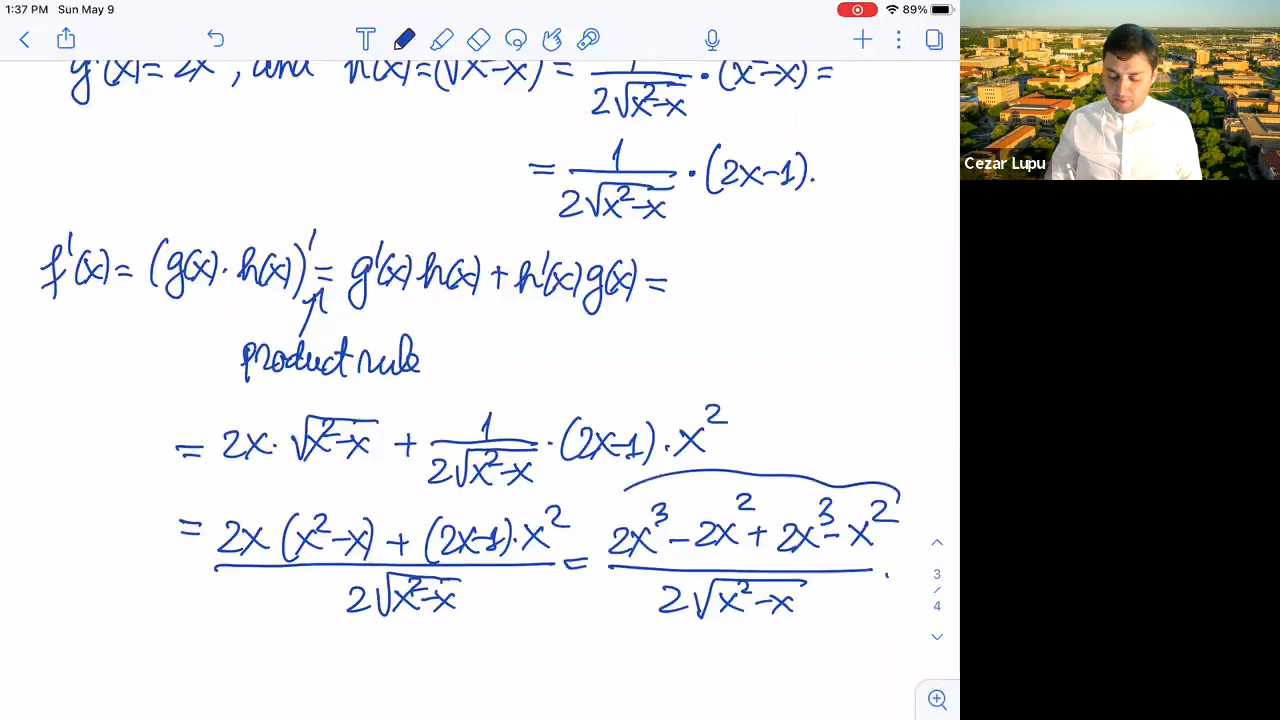 1:37 PM Sun May 9
89%
Cezar Lupu
g'(x)=2x, and h'(x)=(√x²-x)'= 1/(2√x²-x) · (x²-x)'=
= 1/(2√x²-x) · (2x-1).
f'(x)= (g(x)·h(x))' = g'(x)h(x)+h'(x)g(x)=
product rule
= 2x·√x²-x + 1/(2√x²-x) ·(2x-1)·x²
= (2x(x²-x)+(2x-1)·x²)/(2√x²-x) = (2x³-2x²+2x³-x²)/(2√x²-x).
3
/
4